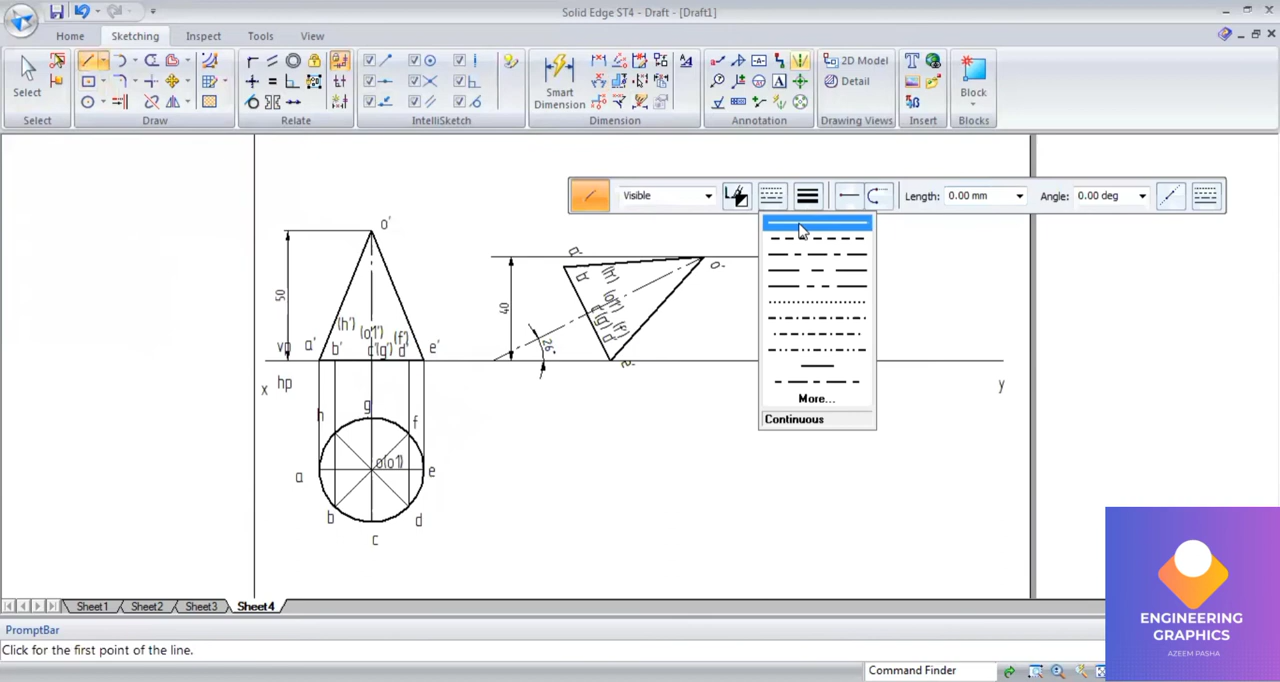 Solid Edge ST4 - Draft - [Draft1]
Home
Sketching
Inspect
Tools
View
Select
Smart
Dimension
2D Model
Detail
Block
Select
Draw
Relate
IntelliSketch
Dimension
Annotation
Drawing Views
Insert
Blocks
Visible
Length: 0.00 mm
Angle: 0.00 deg
More...
Continuous
o'
50
(h')
(o'1')
(f')
vp
a'
b'
c'(g')
d'
e'
x
hp
y
40
26°
h
g
f
a
o(o1)
e
b
d
c
Sheet1
Sheet2
Sheet3
Sheet4
PromptBar
Click for the first point of the line.
Command Finder
ENGINEERING
GRAPHICS
AZEEM PASHA